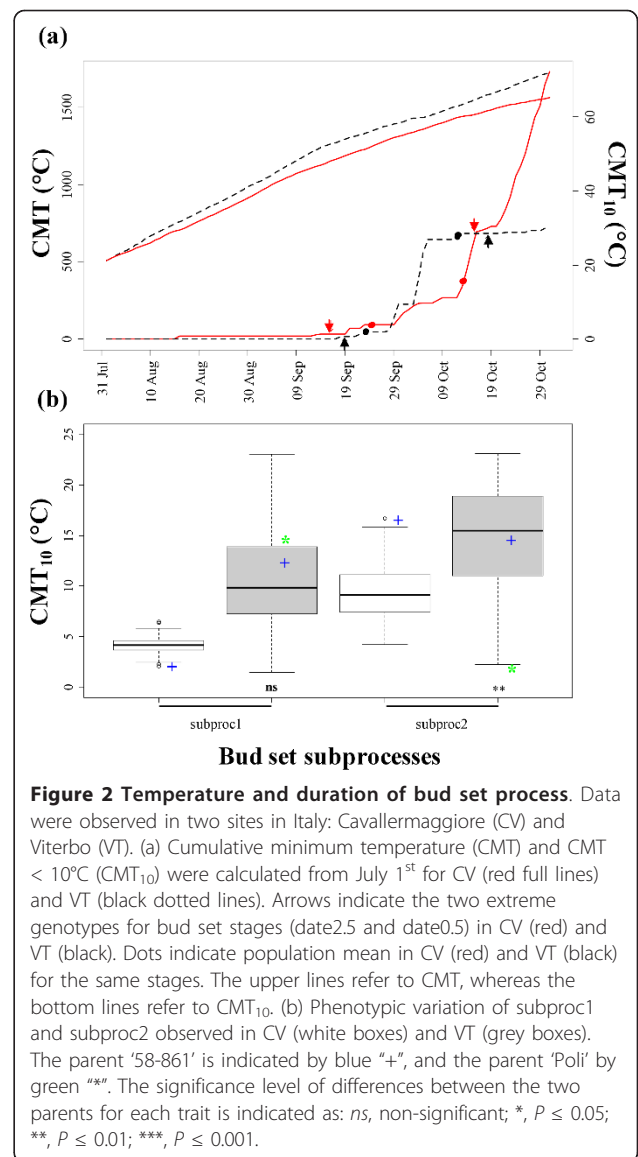 (a)
CMT (°C)
1500
1000
500
0
CMT₁₀ (°C)
60
40
20
0
31 Jul
10 Aug
20 Aug
30 Aug
09 Sep
19 Sep
29 Sep
09 Oct
19 Oct
29 Oct
(b)
CMT₁₀ (°C)
25
20
15
10
5
0
*
+
+
+
+
*
ns
**
subproc1
subproc2
Bud set subprocesses
Figure 2 Temperature and duration of bud set process. Data
were observed in two sites in Italy: Cavallermaggiore (CV) and
Viterbo (VT). (a) Cumulative minimum temperature (CMT) and CMT
< 10°C (CMT₁₀) were calculated from July 1ˢᵗ for CV (red full lines)
and VT (black dotted lines). Arrows indicate the two extreme
genotypes for bud set stages (date2.5 and date0.5) in CV (red) and
VT (black). Dots indicate population mean in CV (red) and VT (black)
for the same stages. The upper lines refer to CMT, whereas the
bottom lines refer to CMT₁₀. (b) Phenotypic variation of subproc1
and subproc2 observed in CV (white boxes) and VT (grey boxes).
The parent '58-861' is indicated by blue "+", and the parent 'Poli' by
green "*". The significance level of differences between the two
parents for each trait is indicated as: ns, non-significant; *, P ≤ 0.05;
**, P ≤ 0.01; ***, P ≤ 0.001.